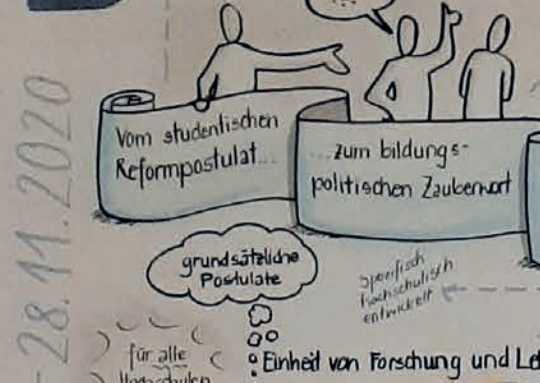 - 28.11.2020
Vom studentischen
Reformpostulat...
...zum bildungs-
politischen Zauberwort
grundsätzliche
Postulate
spezifisch
hochschulisch
entwickelt
für alle
Hochschulen
Einheit von Forschung und Le